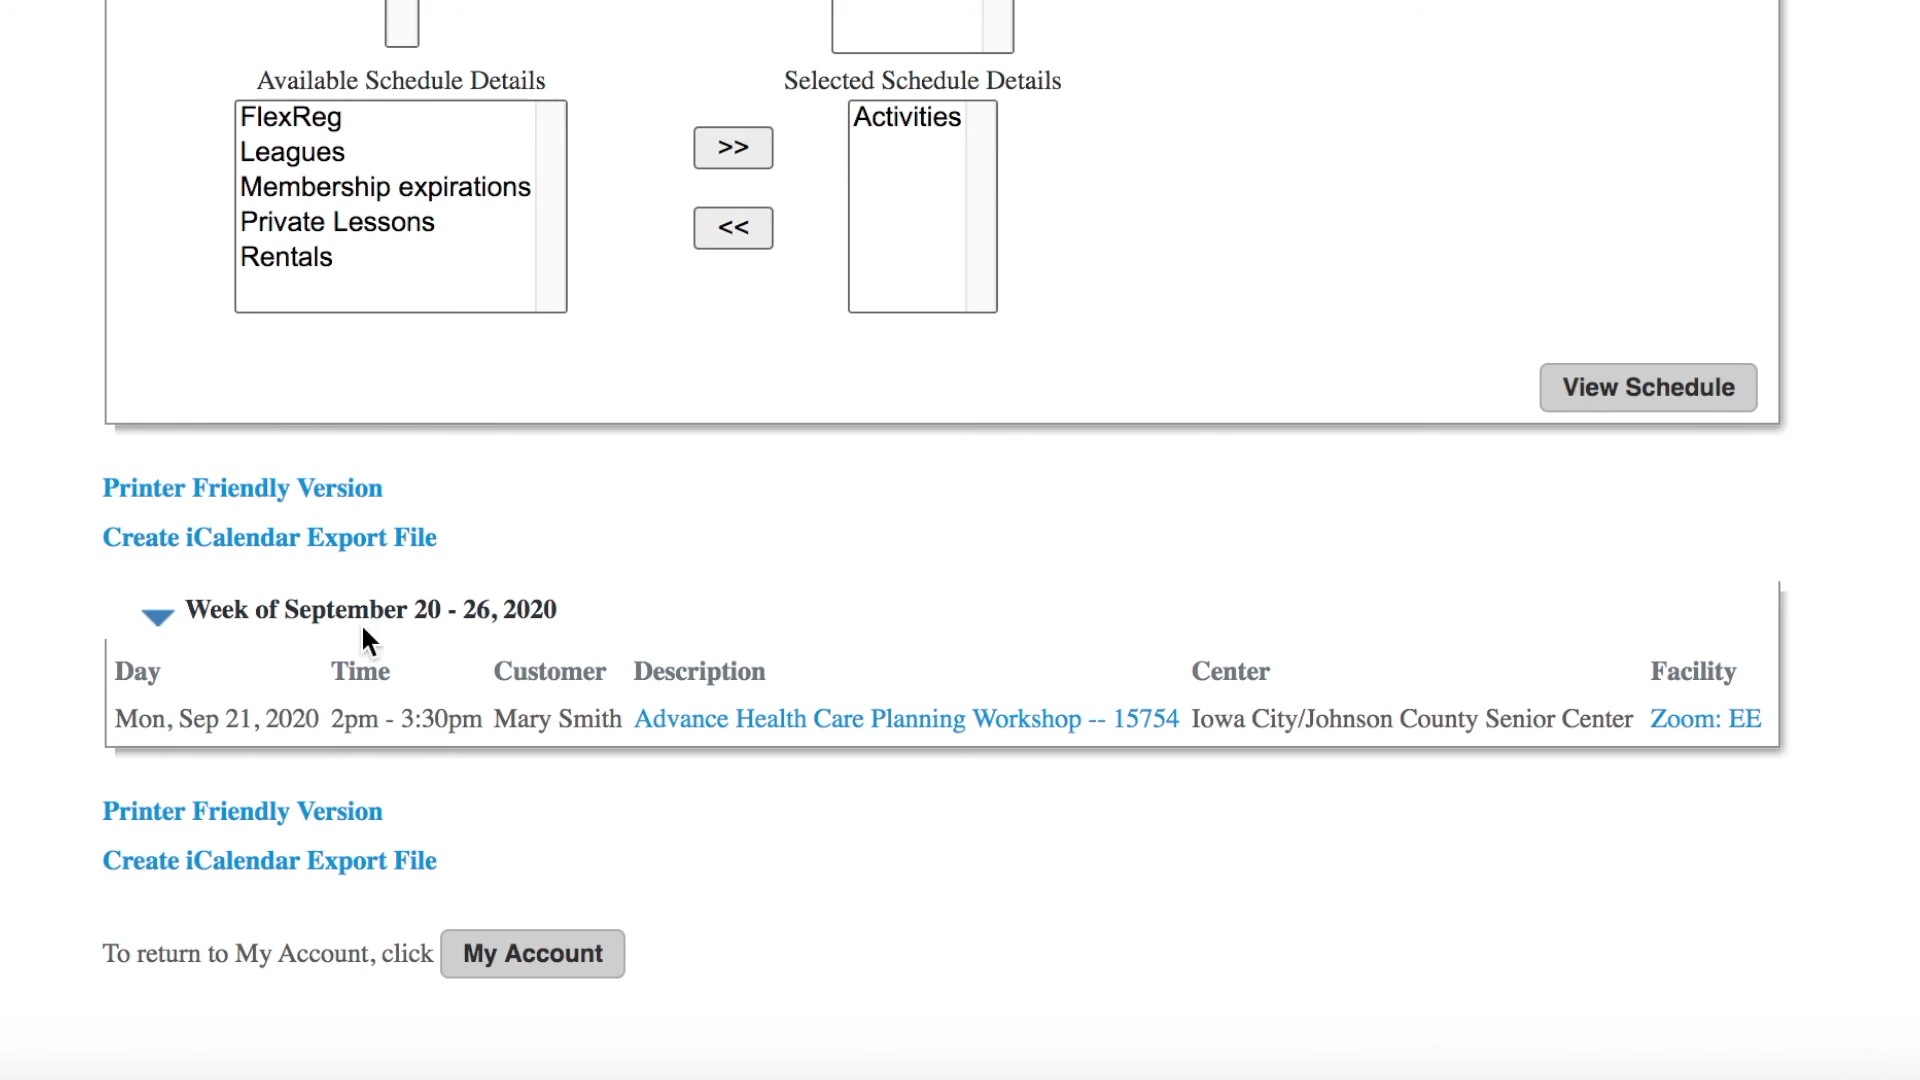 Available Schedule Details
Selected Schedule Details
FlexReg
Leagues
Membership expirations
Private Lessons
Rentals
>>
<<
Activities
View Schedule
Printer Friendly Version
Create iCalendar Export File
Week of September 20 - 26, 2020
Day Time Customer Description Center Facility
Mon, Sep 21, 2020 2pm - 3:30pm Mary Smith Advance Health Care Planning Workshop -- 15754 Iowa City/Johnson County Senior Center Zoom: EE
Printer Friendly Version
Create iCalendar Export File
To return to My Account, click My Account